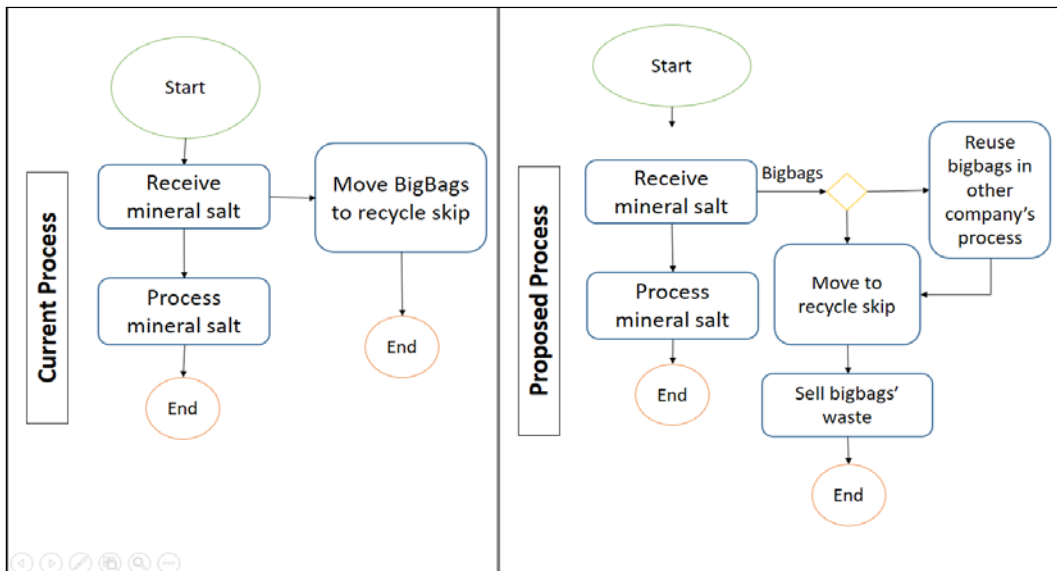 Current Process
Start
Receive
mineral salt
Move BigBags
to recycle skip
Process
mineral salt
End
End
Proposed Process
Start
Receive
mineral salt
Bigbags
Reuse
bigbags in
other
company's
process
Process
mineral salt
Move to
recycle skip
End
Sell bigbags'
waste
End